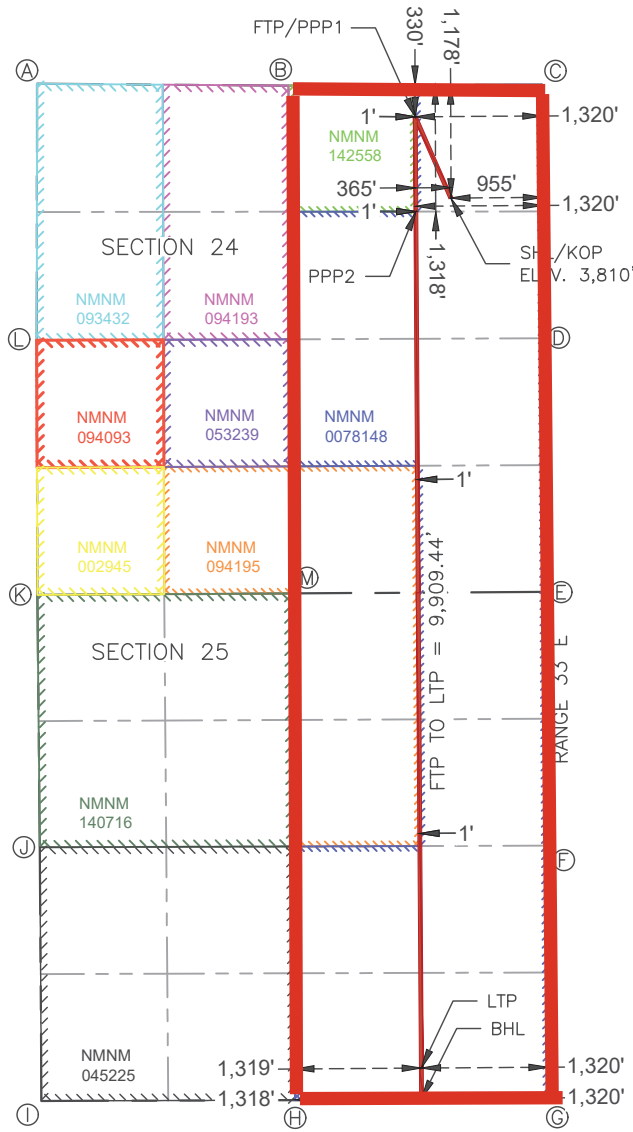 FTP/PPP1
330'
1,178'
A
B
C
1'
1,320'
NMNM
142558
365'
955'
1'
1,320'
SECTION 24
PPP2
1,318'
SHL/KOP
ELEV. 3,810'
NMNM
093432
NMNM
094193
L
D
NMNM
094093
NMNM
053239
NMNM
0078148
1'
NMNM
002945
NMNM
094195
M
K
E
SECTION 25
FTP TO LTP = 9,909.44'
RANGE 33 E
NMNM
140716
1'
J
F
LTP
BHL
NMNM
045225
1,319'
1,320'
1,318'
1,320'
I
H
G